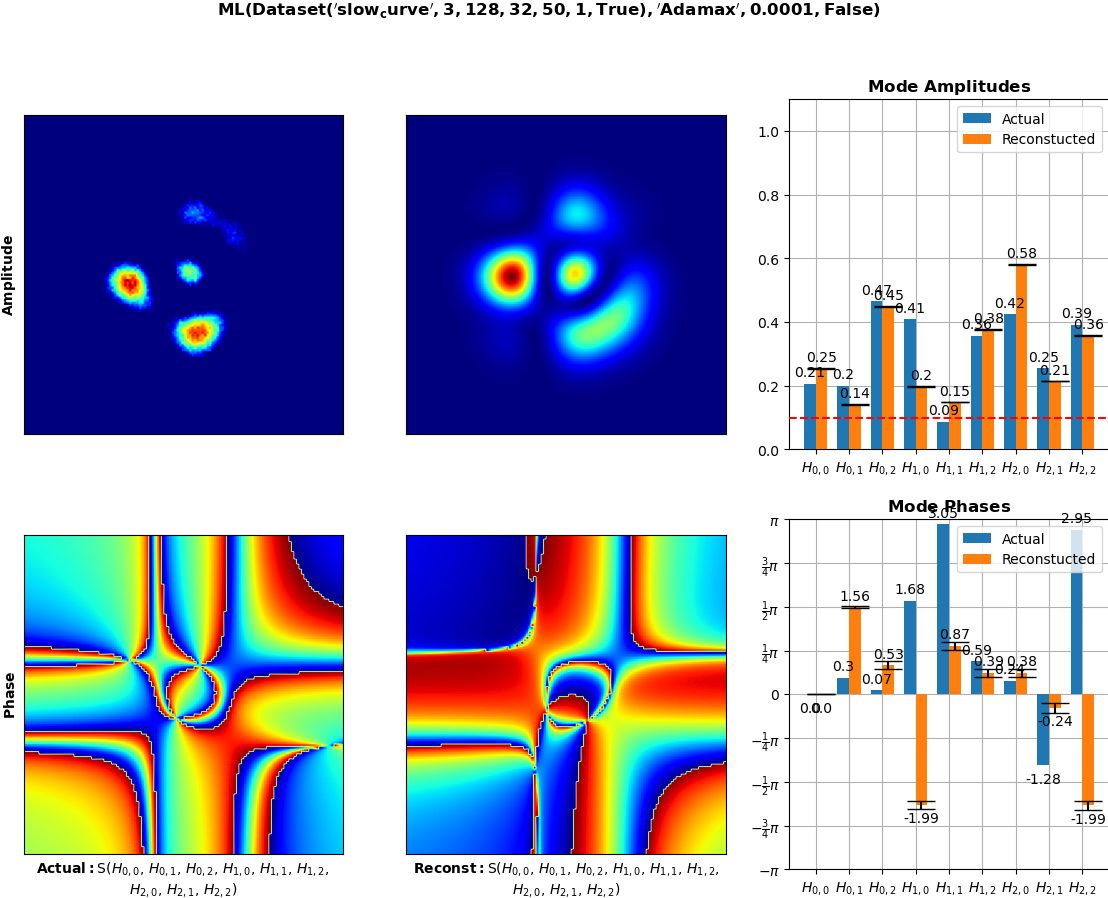 ML(Dataset('slow_curve', 3, 128, 32, 50, 1, True), 'Adamax', 0.0001, False)
Mode Amplitudes
Actual
Reconstucted
1.0
0.8
0.6
0.4
0.2
0.0
0.21
0.25
0.2
0.14
0.47
0.45
0.41
0.2
0.09
0.15
0.36
0.38
0.42
0.58
0.25
0.21
0.39
0.36
H0,0 H0,1 H0,2 H1,0 H1,1 H1,2 H2,0 H2,1 H2,2
Amplitude
Mode Phases
Actual
Reconstucted
π
3/4π
1/2π
1/4π
0
−1/4π
−1/2π
−3/4π
−π
0.0
0.0
0.3
1.56
0.07
0.53
1.68
-1.99
3.05
0.87
0.59
0.39
0.24
0.38
-1.28
-0.24
2.95
-1.99
H0,0 H0,1 H0,2 H1,0 H1,1 H1,2 H2,0 H2,1 H2,2
Phase
Actual: S(H0,0, H0,1, H0,2, H1,0, H1,1, H1,2,
H2,0, H2,1, H2,2)
Reconst: S(H0,0, H0,1, H0,2, H1,0, H1,1, H1,2,
H2,0, H2,1, H2,2)